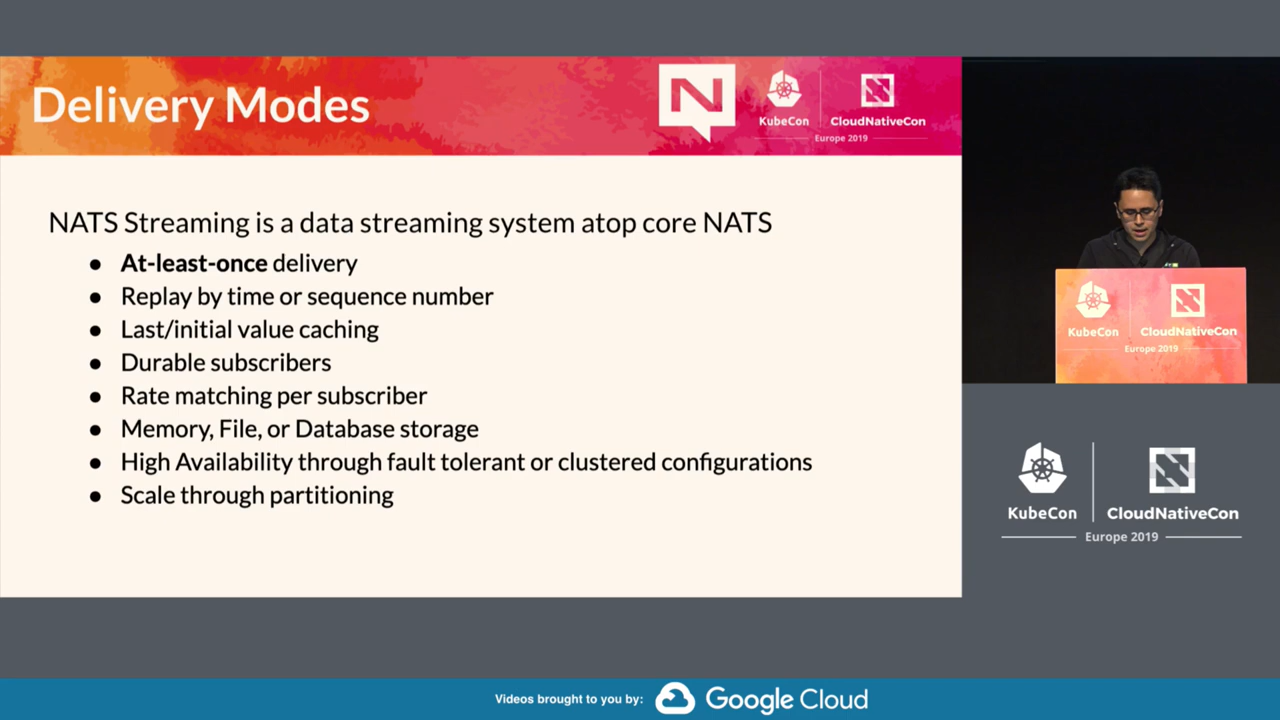 Delivery Modes
N
KubeCon
CloudNativeCon
Europe 2019
NATS Streaming is a data streaming system atop core NATS
● At-least-once delivery
● Replay by time or sequence number
● Last/initial value caching
● Durable subscribers
● Rate matching per subscriber
● Memory, File, or Database storage
● High Availability through fault tolerant or clustered configurations
● Scale through partitioning
KubeCon
CloudNativeCon
Europe 2019
KubeCon
CloudNativeCon
Europe 2019
Videos brought to you by: Google Cloud